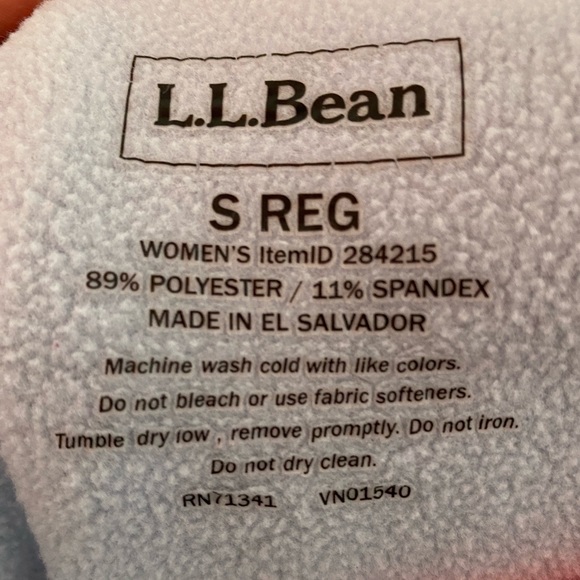 L.L.Bean
S REG
WOMEN'S ItemID 284215
89% POLYESTER / 11% SPANDEX
MADE IN EL SALVADOR
Machine wash cold with like colors.
Do not bleach or use fabric softeners.
Tumble dry low , remove promptly. Do not iron.
Do not dry clean.
RN71341 VN01540